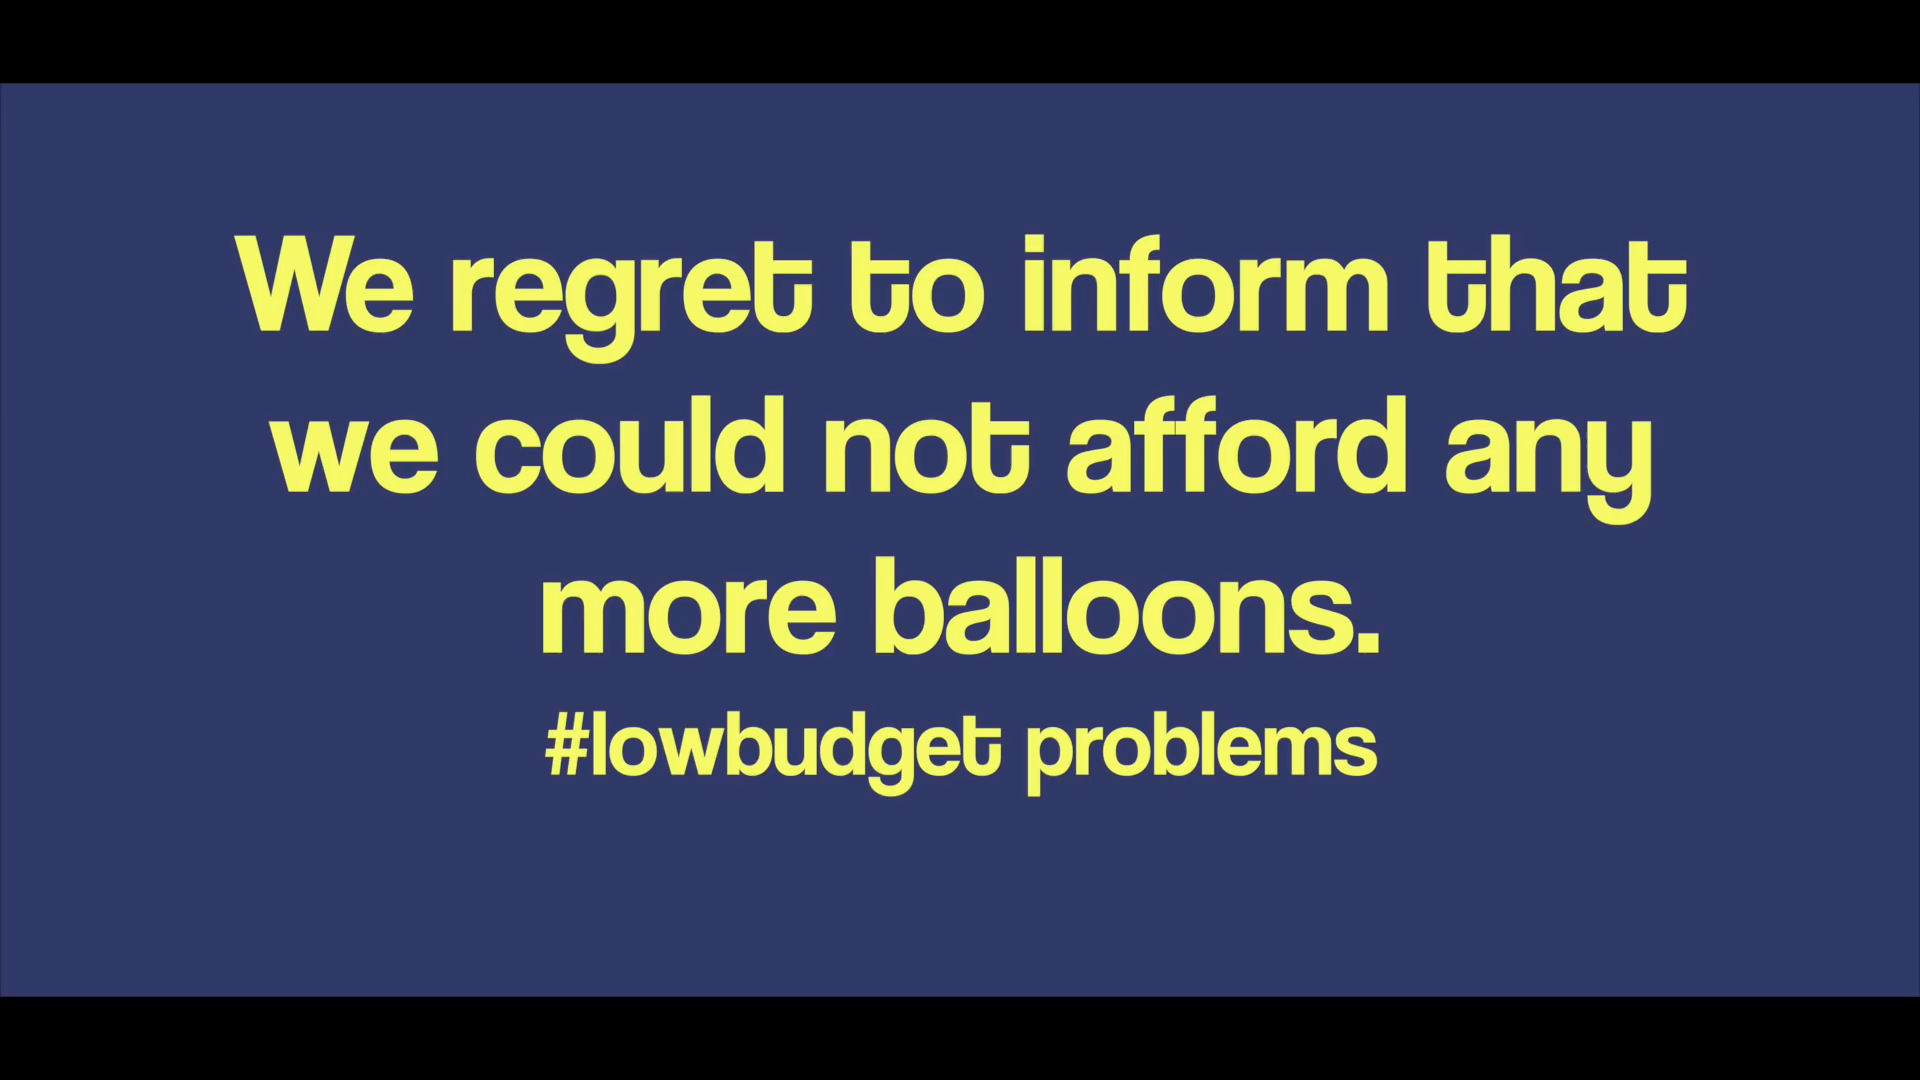 We regret to inform that
we could not afford any
more balloons.
#lowbudget problems